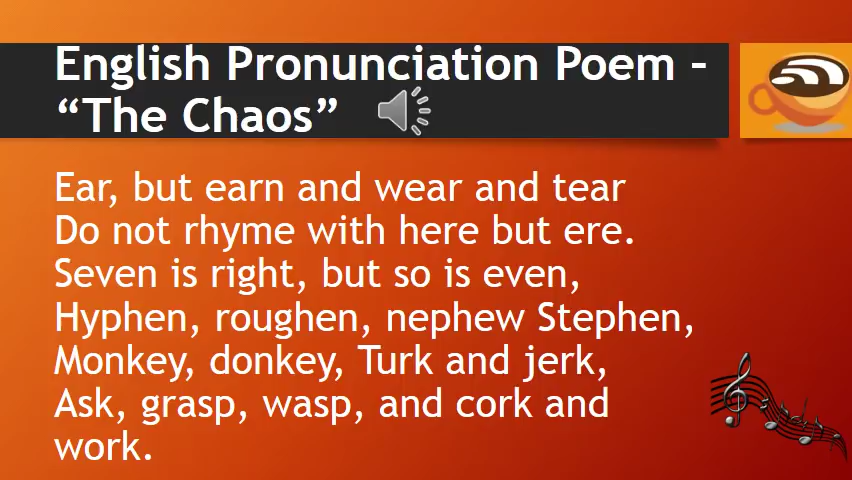 English Pronunciation Poem –
“The Chaos”
Ear, but earn and wear and tear
Do not rhyme with here but ere.
Seven is right, but so is even,
Hyphen, roughen, nephew Stephen,
Monkey, donkey, Turk and jerk,
Ask, grasp, wasp, and cork and
work.